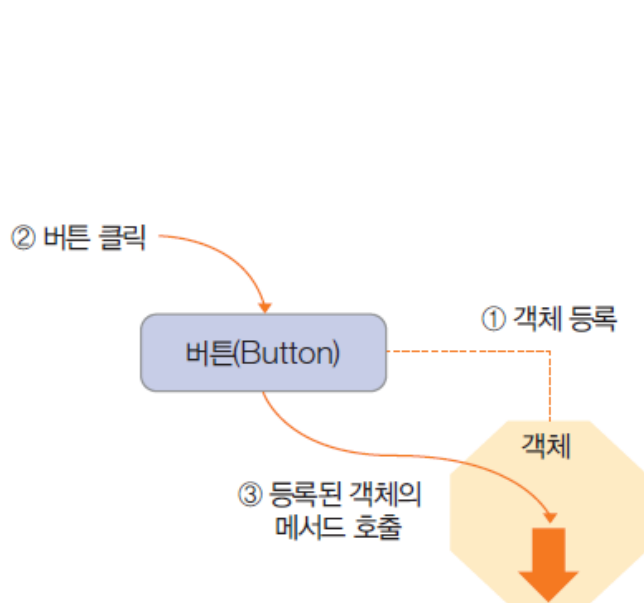 ② 버튼 클릭
① 객체 등록
버튼(Button)
객체
③ 등록된 객체의
메서드 호출